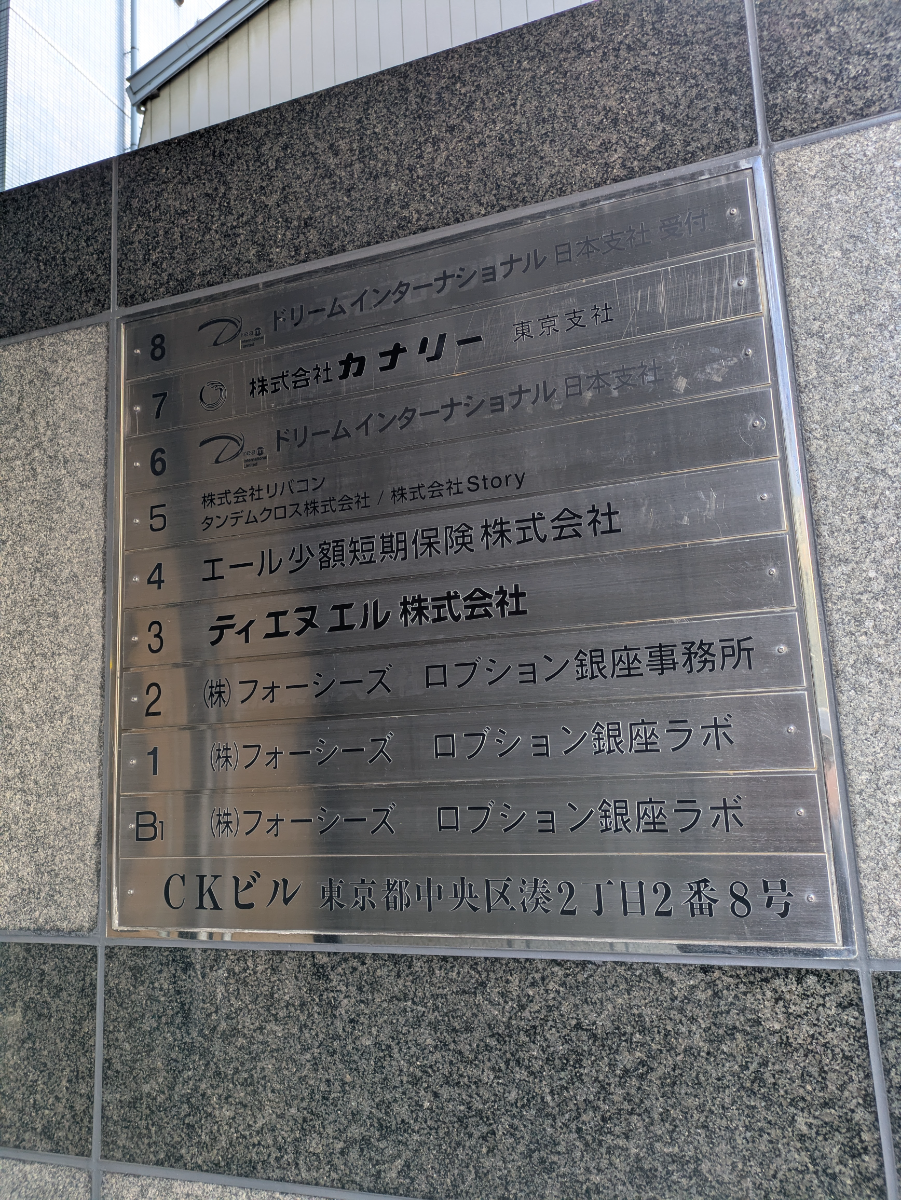 8 ドリームインターナショナル 日本支社 受付
7 株式会社カナリー 東京支社
6 ドリームインターナショナル 日本支社
5 株式会社リバコン
タンデムクロス株式会社 / 株式会社Story
4 エール少額短期保険株式会社
3 ティエヌエル株式会社
2 (株)フォーシーズ ロブション銀座事務所
1 (株)フォーシーズ ロブション銀座ラボ
B1 (株)フォーシーズ ロブション銀座ラボ
CKビル 東京都中央区湊2丁目2番8号